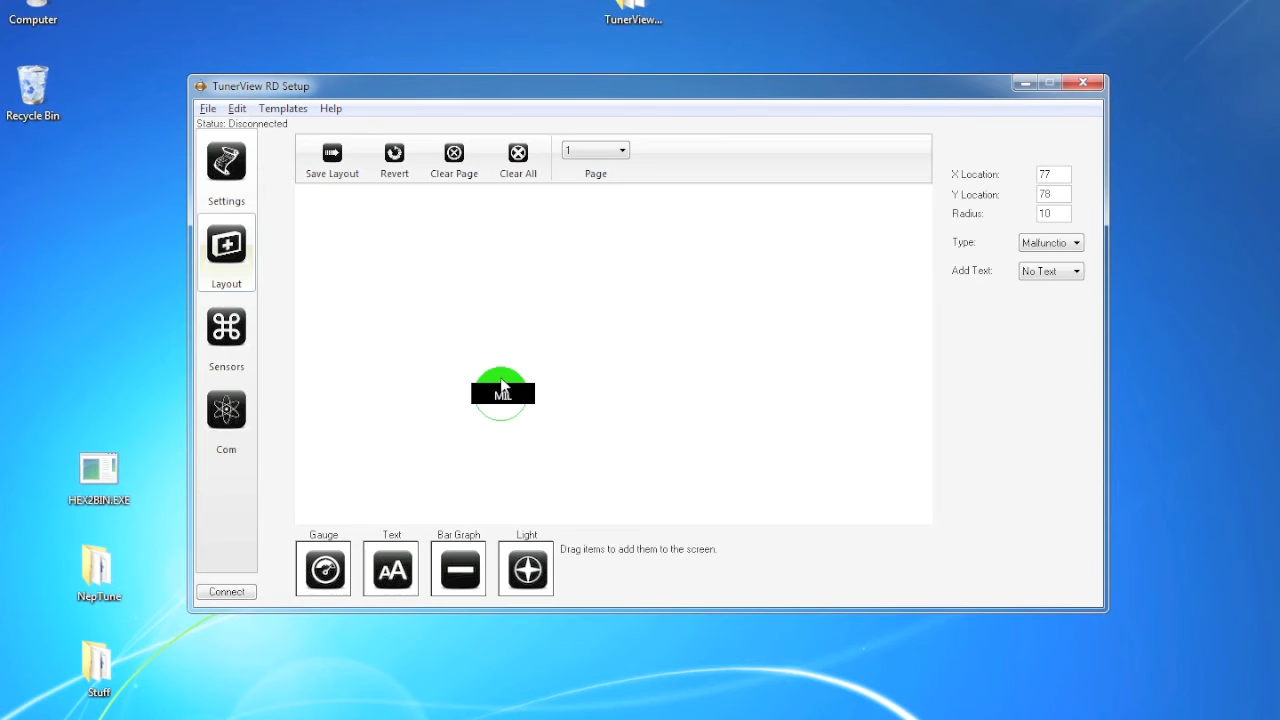 Computer
TunerView...
Recycle Bin
TunerView RD Setup
File Edit Templates Help
Status: Disconnected
Settings
Layout
Sensors
Com
Connect
Save Layout
Revert
Clear Page
Clear All
1
Page
X Location: 77
Y Location: 78
Radius: 10
Type: Malfunctio
Add Text: No Text
MIL
Gauge
Text
AA
Bar Graph
Light
Drag items to add them to the screen.
HEX2BIN.EXE
NepTune
Stuff